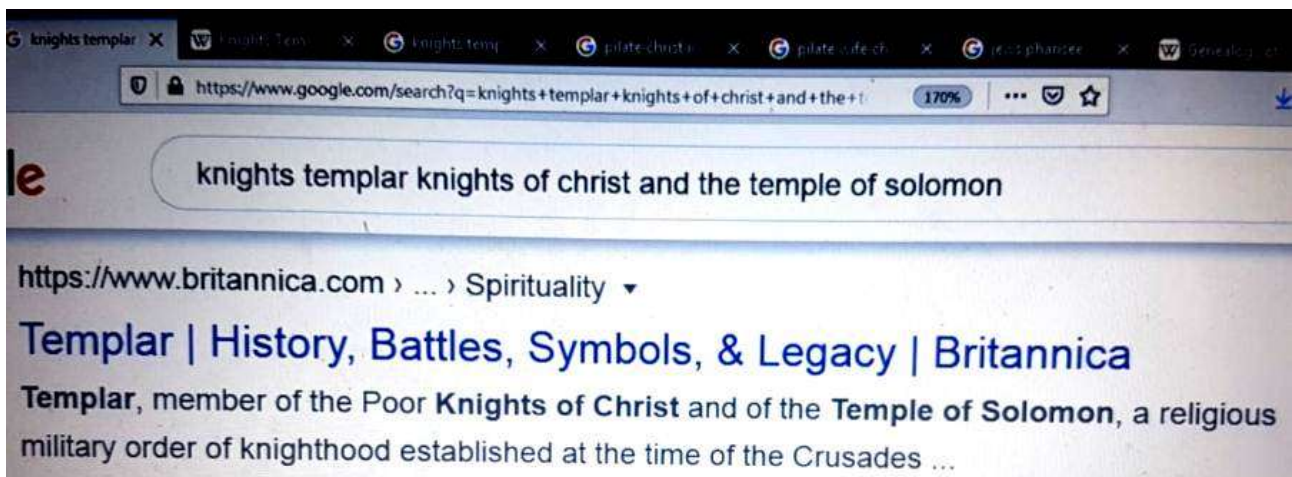 knights templar
https://www.google.com/search?q=knights+templar+knights+of+christ+and+the+t
170%
le
knights templar knights of christ and the temple of solomon
https://www.britannica.com › ... › Spirituality
Templar | History, Battles, Symbols, & Legacy | Britannica
Templar, member of the Poor Knights of Christ and of the Temple of Solomon, a religious
military order of knighthood established at the time of the Crusades ...